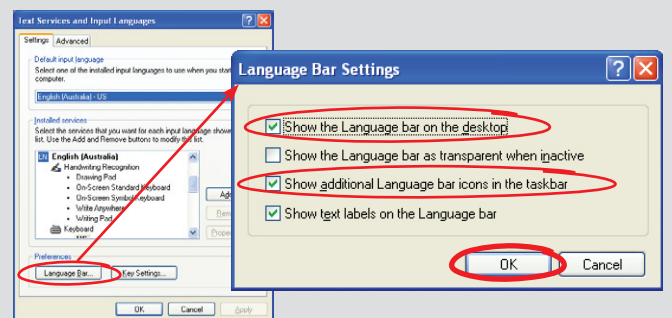 Text Services and Input Languages
Settings
Advanced
Default input language
Select one of the installed input languages to use when you start
computer.
English (Australia) - US
Installed services
Select the services that you want for each input language shown
list. Use the Add and Remove buttons to modify this list.
EN English (Australia)
Handwriting Recognition
• Drawing Pad
• On-Screen Standard Keyboard
• On-Screen Symbol Keyboard
• Write Anywhere
• Writing Pad
Keyboard
Preferences
Language Bar...
Key Settings...
OK
Cancel
Apply
Language Bar Settings
Show the Language bar on the desktop
Show the Language bar as transparent when inactive
Show additional Language bar icons in the taskbar
Show text labels on the Language bar
OK
Cancel